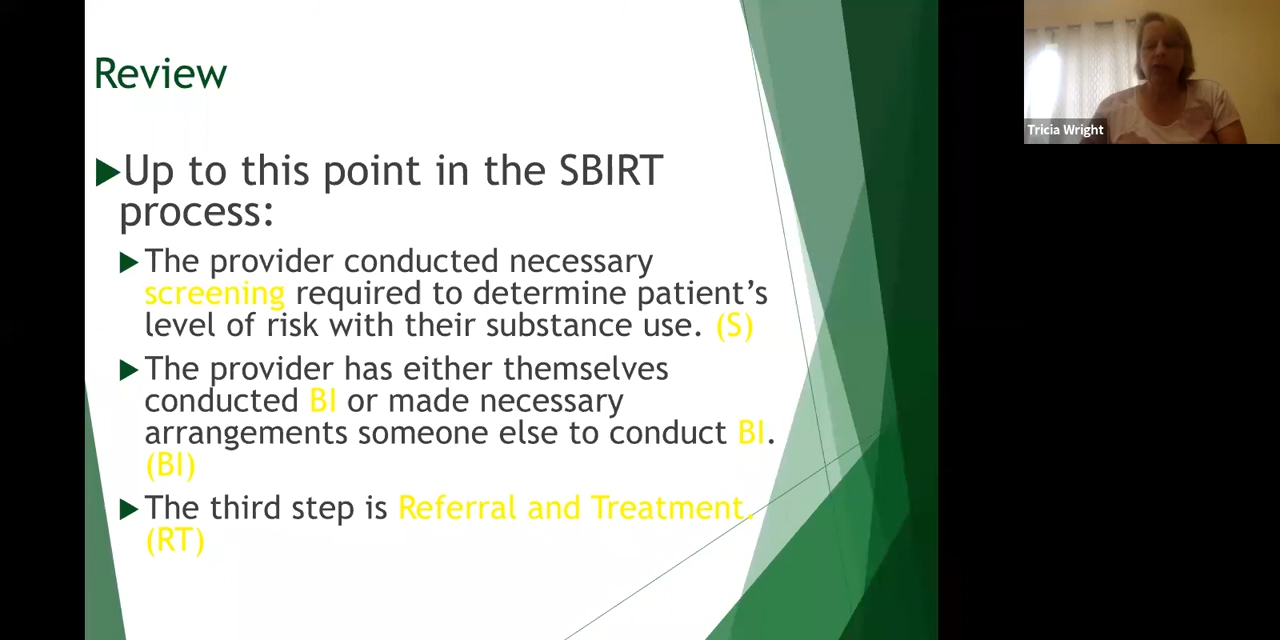 Review
Up to this point in the SBIRT
process:
The provider conducted necessary
screening required to determine patient's
level of risk with their substance use. (S)
The provider has either themselves
conducted BI or made necessary
arrangements someone else to conduct BI.
(BI)
The third step is Referral and Treatment.
(RT)
Tricia Wright